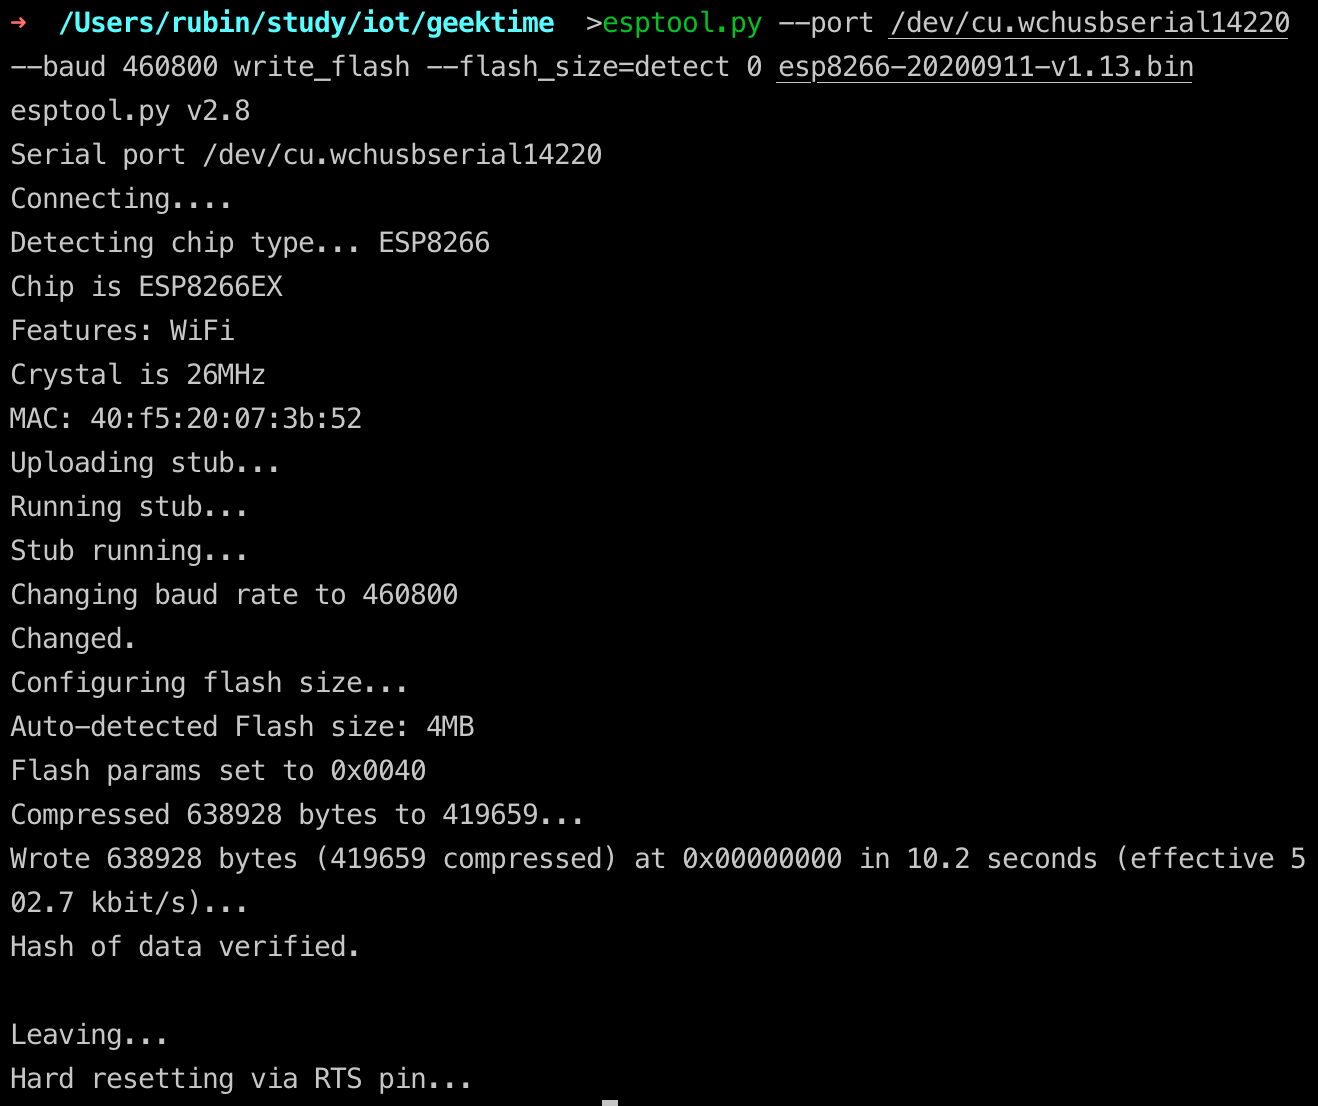 ➜  /Users/rubin/study/iot/geektime  >esptool.py --port /dev/cu.wchusbserial14220
--baud 460800 write_flash --flash_size=detect 0 esp8266-20200911-v1.13.bin
esptool.py v2.8
Serial port /dev/cu.wchusbserial14220
Connecting....
Detecting chip type... ESP8266
Chip is ESP8266EX
Features: WiFi
Crystal is 26MHz
MAC: 40:f5:20:07:3b:52
Uploading stub...
Running stub...
Stub running...
Changing baud rate to 460800
Changed.
Configuring flash size...
Auto-detected Flash size: 4MB
Flash params set to 0x0040
Compressed 638928 bytes to 419659...
Wrote 638928 bytes (419659 compressed) at 0x00000000 in 10.2 seconds (effective 5
02.7 kbit/s)...
Hash of data verified.

Leaving...
Hard resetting via RTS pin...